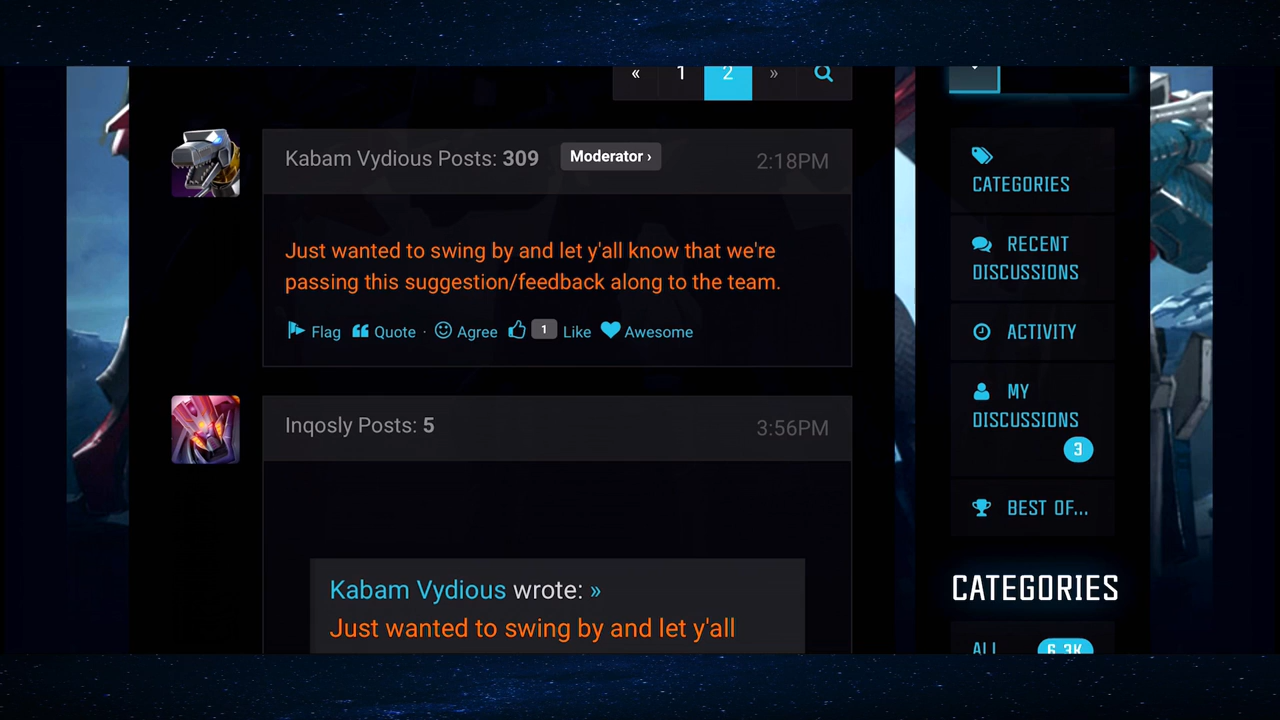 « 1 2 »
Kabam Vydious Posts: 309 Moderator › 2:18PM
Just wanted to swing by and let y'all know that we're
passing this suggestion/feedback along to the team.
Flag Quote · Agree 1 Like Awesome
Inqosly Posts: 5 3:56PM
Kabam Vydious wrote: »
Just wanted to swing by and let y'all
CATEGORIES
RECENT
DISCUSSIONS
ACTIVITY
MY
DISCUSSIONS
3
BEST OF...
CATEGORIES
ALL 6.3K